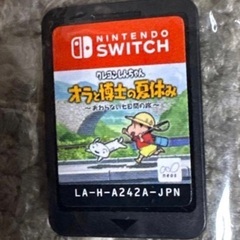 NINTENDO
SWITCH
クレヨンしんちゃん
オラと博士の夏休み
～おわらない七日間の旅～
LA-H-A242A-JPN